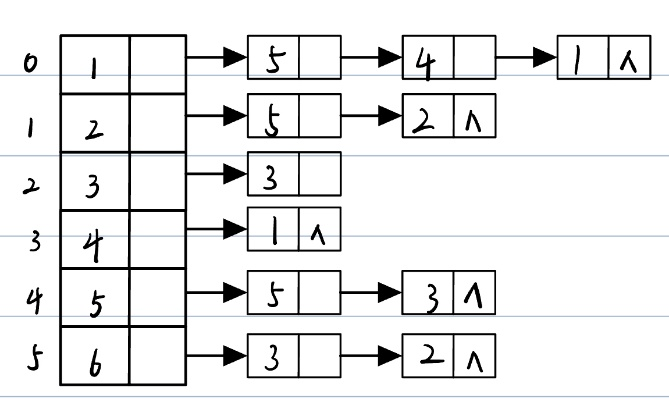 0 1 5 4 1 ∧
1 2 5 2 ∧
2 3 3
3 4 1 ∧
4 5 5 3 ∧
5 6 3 2 ∧